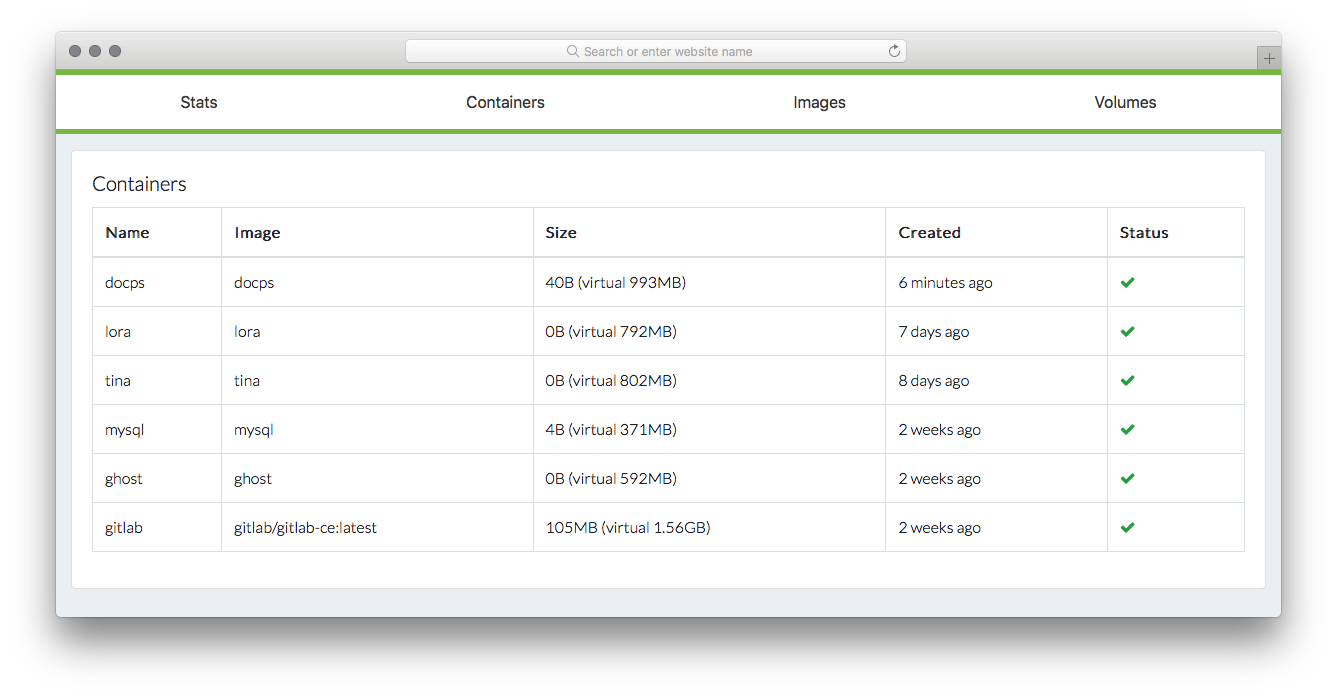 Search or enter website name
Stats Containers Images Volumes
Containers
Name Image Size Created Status
docps docps 40B (virtual 993MB) 6 minutes ago
lora lora 0B (virtual 792MB) 7 days ago
tina tina 0B (virtual 802MB) 8 days ago
mysql mysql 4B (virtual 371MB) 2 weeks ago
ghost ghost 0B (virtual 592MB) 2 weeks ago
gitlab gitlab/gitlab-ce:latest 105MB (virtual 1.56GB) 2 weeks ago